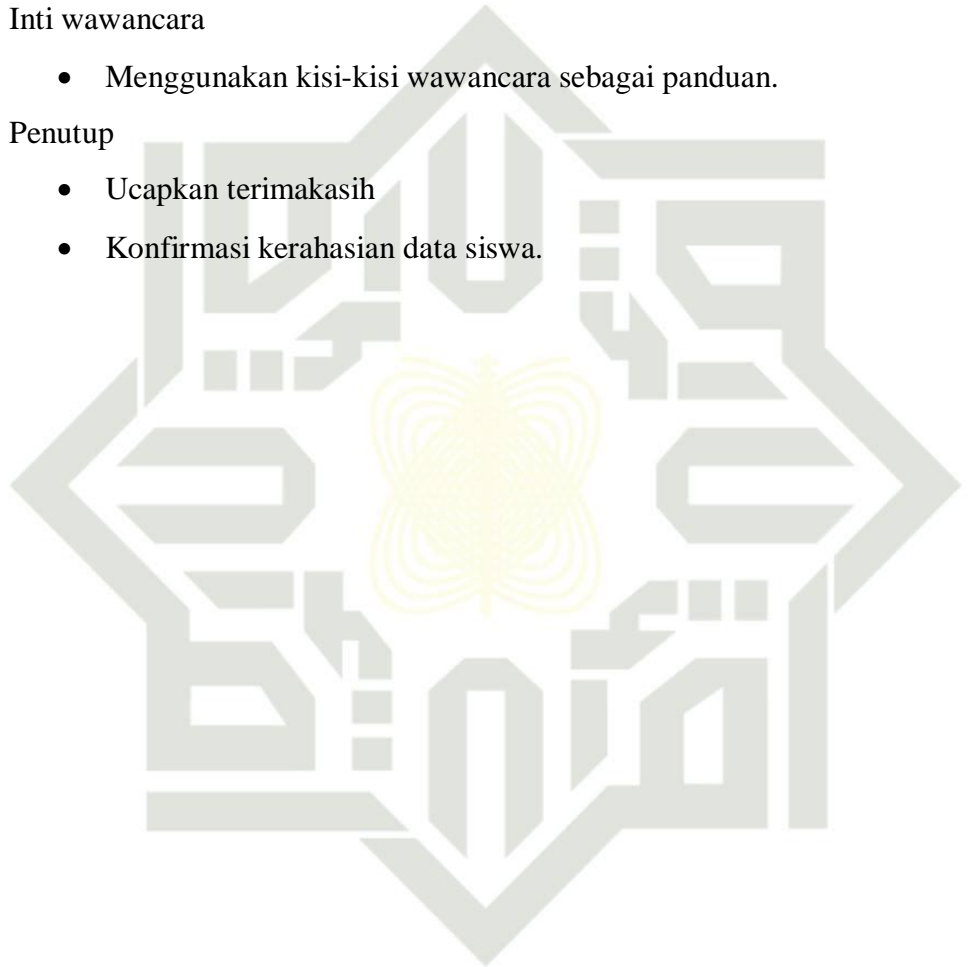 Inti wawancara
• Menggunakan kisi-kisi wawancara sebagai panduan.
Penutup
• Ucapkan terimakasih
• Konfirmasi kerahasian data siswa.